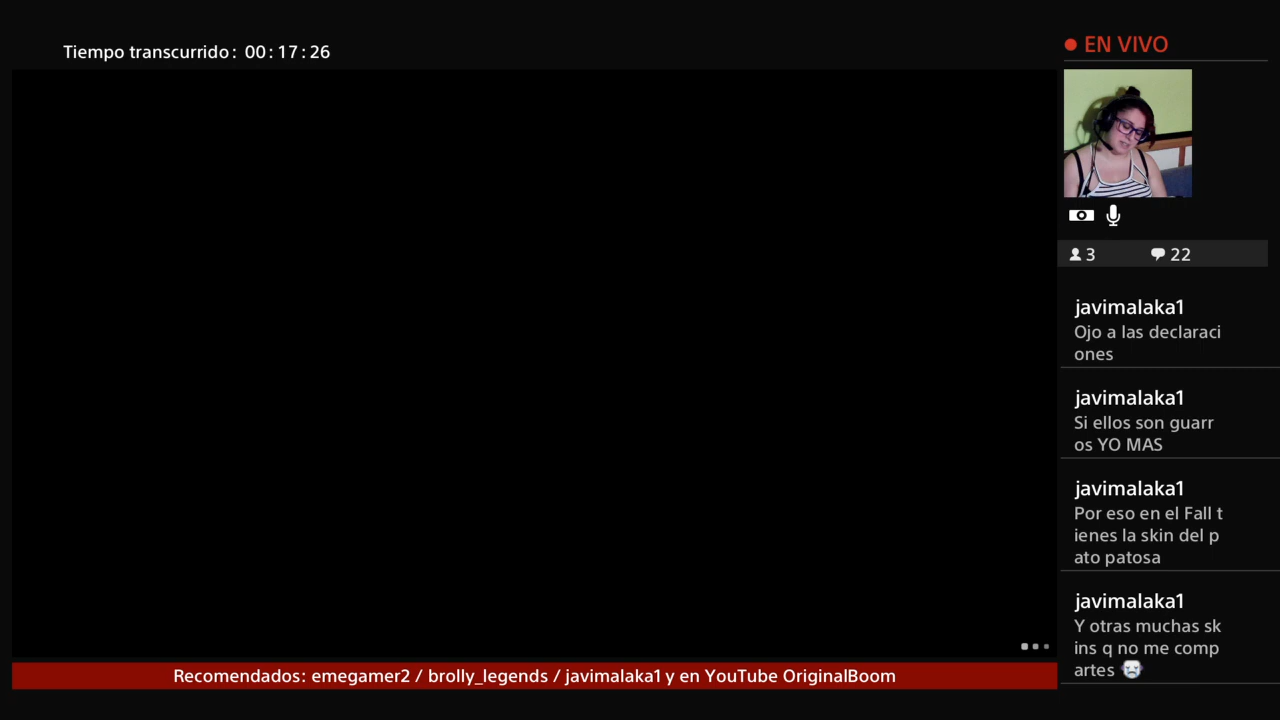 Tiempo transcurrido: 00:17:26
EN VIVO
3 22
javimalaka1
Ojo a las declaraci
ones
javimalaka1
Si ellos son guarr
os YO MAS
javimalaka1
Por eso en el Fall t
ienes la skin del p
ato patosa
javimalaka1
Y otras muchas sk
ins q no me comp
artes
Recomendados: emegamer2 / brolly_legends / javimalaka1 y en YouTube OriginalBoom